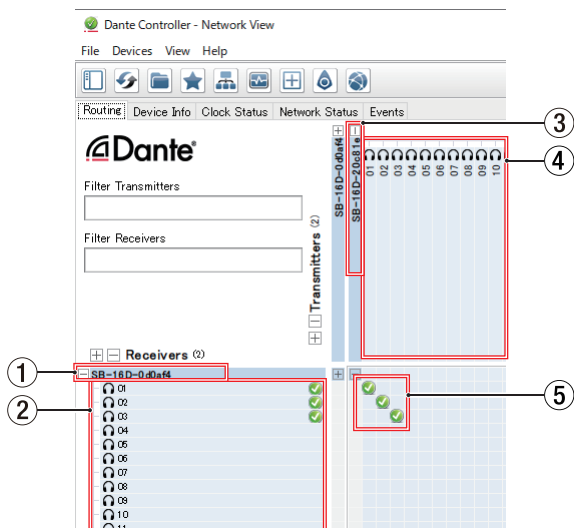 Dante Controller - Network View
File Devices View Help
Routing Device Info Clock Status Network Status Events
Dante®
Filter Transmitters
Filter Receivers
Transmitters (2)
SB-16D-0d0af4
SB-16D-20c81e
01 02 03 04 05 06 07 08 09 10
3
4
Receivers (2)
1
SB-16D-0d0af4
2
01
02
03
04
05
06
07
08
09
10
5